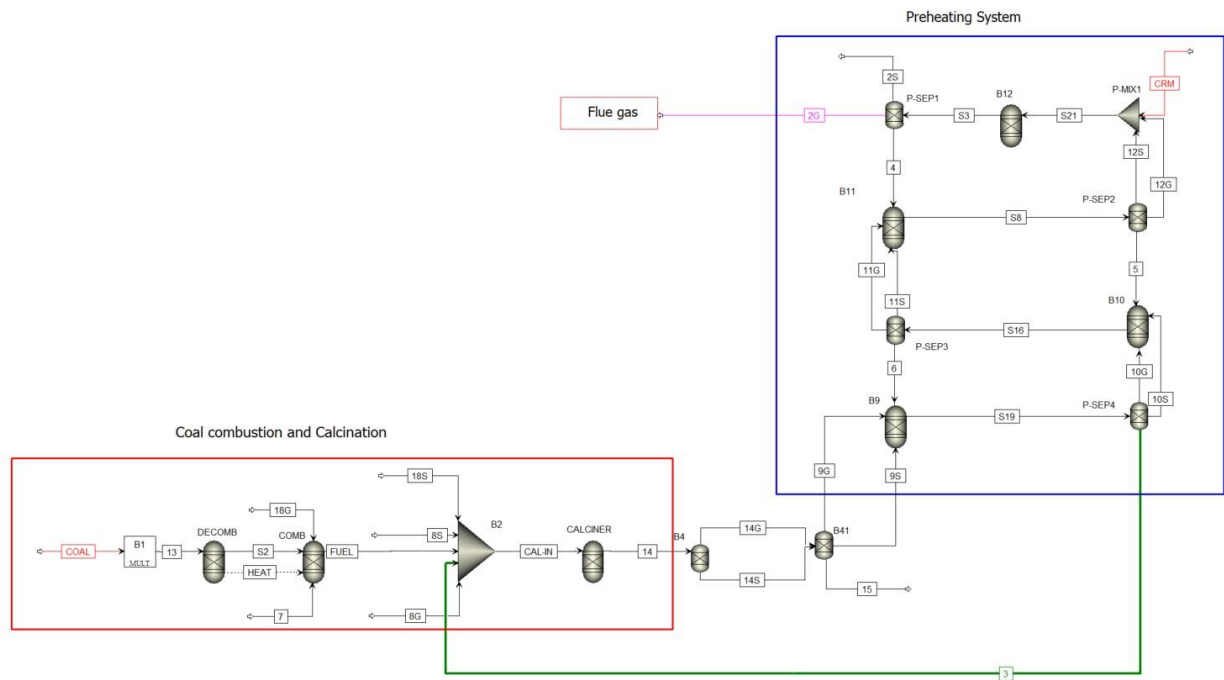 Preheating System
2S
P-SEP1
B12
P-MIX1
CRM
Flue gas
2G
S3
S21
12S
12G
4
B11
S8
P-SEP2
11G
11S
5
B10
P-SEP3
S16
10G
10S
6
B9
S19
P-SEP4
9G
9S
Coal combustion and Calcination
18S
18G
8S
B2
DECOMB
COMB
CALCINER
COAL
B1
MULT
13
S2
HEAT
FUEL
CAL-IN
14
B4
14G
14S
B41
7
8G
15
3